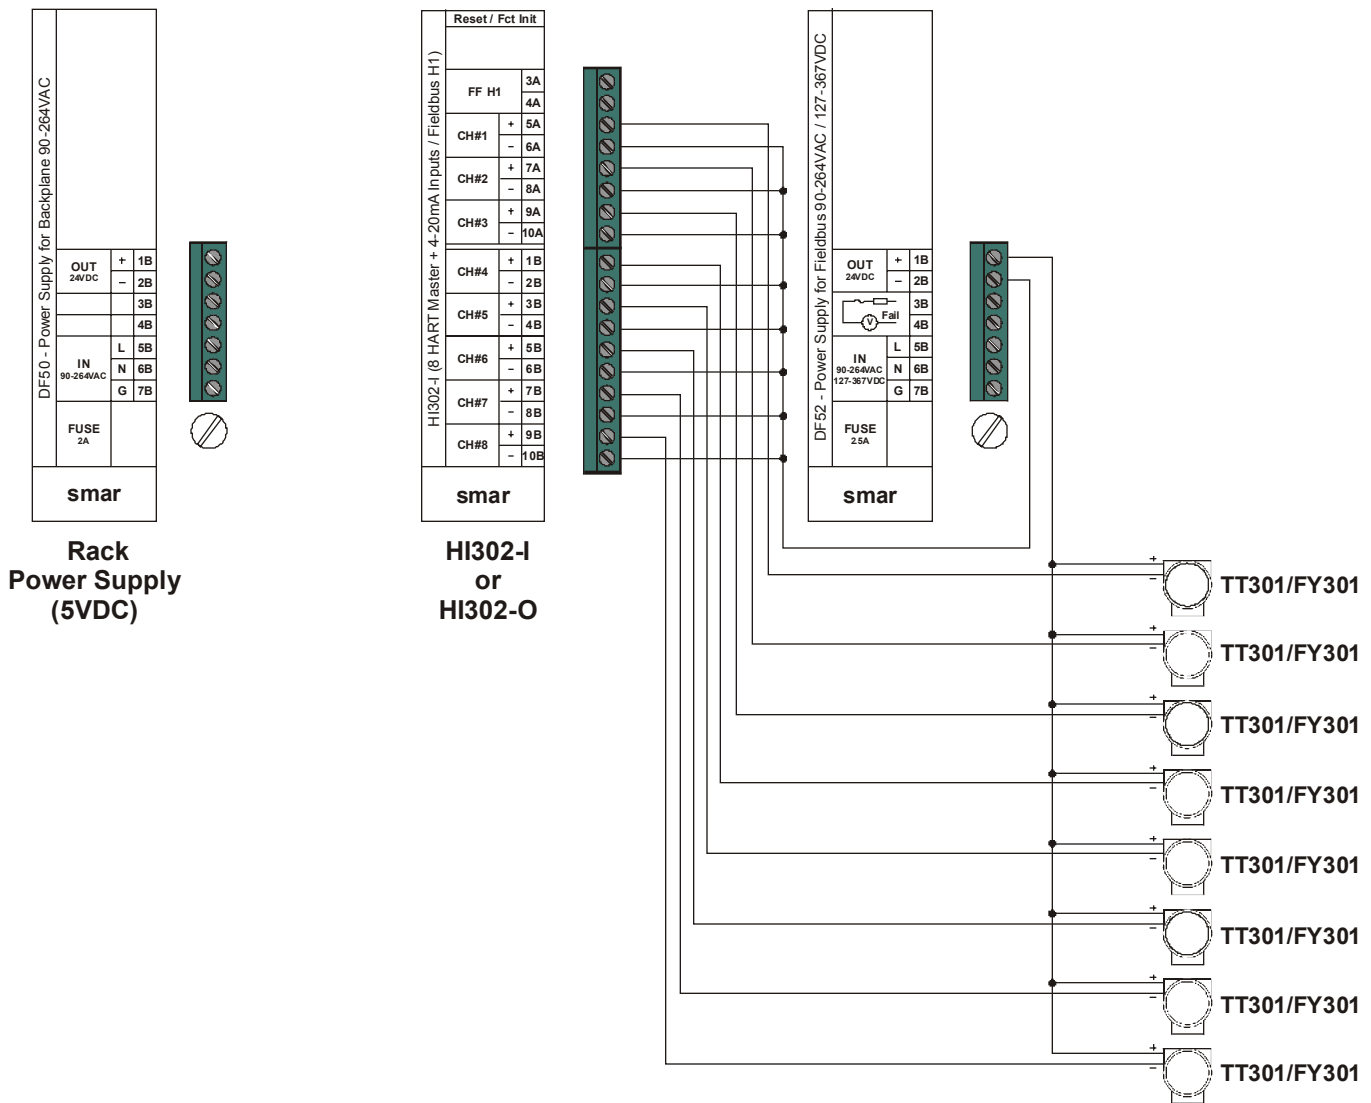 DF50 - Power Supply for Backplane 90-264VAC
OUT
24VDC
+ 1B
– 2B
3B
4B
IN
90-264VAC
L 5B
N 6B
G 7B
FUSE
2A
smar
Rack
Power Supply
(5VDC)
HI302-I (8 HART Master + 4-20mA Inputs / Fieldbus H1)
Reset / Fct Init
FF H1
3A
4A
CH#1
+ 5A
– 6A
CH#2
+ 7A
– 8A
CH#3
+ 9A
– 10A
CH#4
+ 1B
– 2B
CH#5
+ 3B
– 4B
CH#6
+ 5B
– 6B
CH#7
+ 7B
– 8B
CH#8
+ 9B
– 10B
smar
HI302-I
or
HI302-O
DF52 - Power Supply for Fieldbus 90-264VAC / 127-367VDC
OUT
24VDC
+ 1B
– 2B
V Fail
3B
4B
IN
90-264VAC
127-367VDC
L 5B
N 6B
G 7B
FUSE
2.5A
smar
+
– TT301/FY301
+
– TT301/FY301
+
– TT301/FY301
+
– TT301/FY301
+
– TT301/FY301
+
– TT301/FY301
+
– TT301/FY301
+
– TT301/FY301